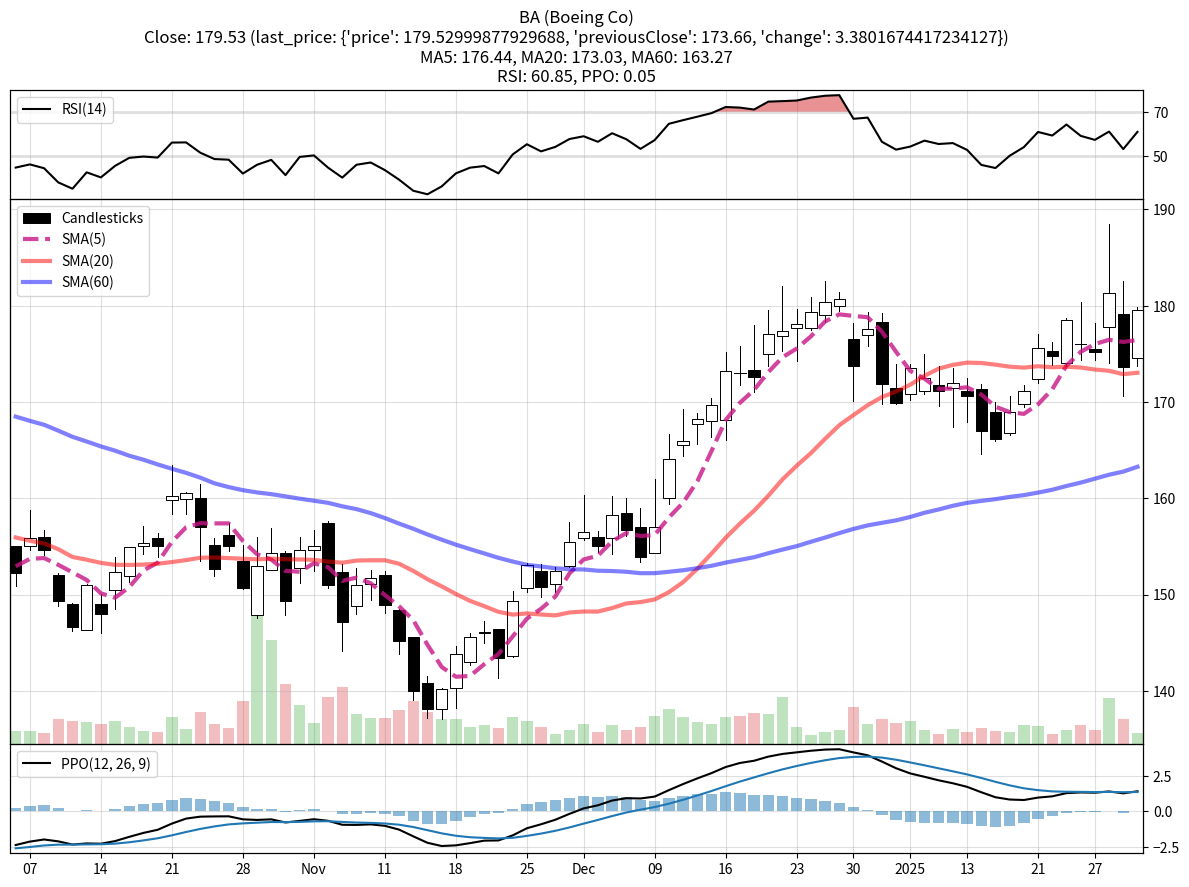 BA (Boeing Co)
Close: 179.53 (last_price: {'price': 179.52999877929688, 'previousClose': 173.66, 'change': 3.3801674417234127})
MA5: 176.44, MA20: 173.03, MA60: 163.27
RSI: 60.85, PPO: 0.05
RSI(14)
70
50
Candlesticks
SMA(5)
SMA(20)
SMA(60)
190
180
170
160
150
140
PPO(12, 26, 9)
2.5
0.0
−2.5
07 14 21 28 Nov 11 18 25 Dec 09 16 23 30 2025 13 21 27